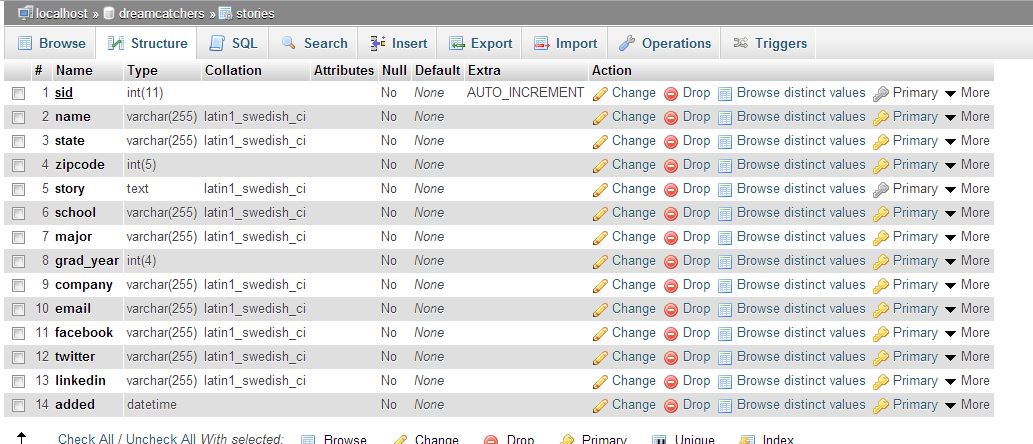 localhost » dreamcatchers » stories
Browse Structure SQL Search Insert Export Import Operations Triggers
# Name Type Collation Attributes Null Default Extra Action
1 sid int(11) No None AUTO_INCREMENT Change Drop Browse distinct values Primary More
2 name varchar(255) latin1_swedish_ci No None Change Drop Browse distinct values Primary More
3 state varchar(255) latin1_swedish_ci No None Change Drop Browse distinct values Primary More
4 zipcode int(5) No None Change Drop Browse distinct values Primary More
5 story text latin1_swedish_ci No None Change Drop Browse distinct values Primary More
6 school varchar(255) latin1_swedish_ci No None Change Drop Browse distinct values Primary More
7 major varchar(255) latin1_swedish_ci No None Change Drop Browse distinct values Primary More
8 grad_year int(4) No None Change Drop Browse distinct values Primary More
9 company varchar(255) latin1_swedish_ci No None Change Drop Browse distinct values Primary More
10 email varchar(255) latin1_swedish_ci No None Change Drop Browse distinct values Primary More
11 facebook varchar(255) latin1_swedish_ci No None Change Drop Browse distinct values Primary More
12 twitter varchar(255) latin1_swedish_ci No None Change Drop Browse distinct values Primary More
13 linkedin varchar(255) latin1_swedish_ci No None Change Drop Browse distinct values Primary More
14 added datetime No None Change Drop Browse distinct values Primary More
Check All / Uncheck All With selected: Browse Change Drop Primary Unique Index